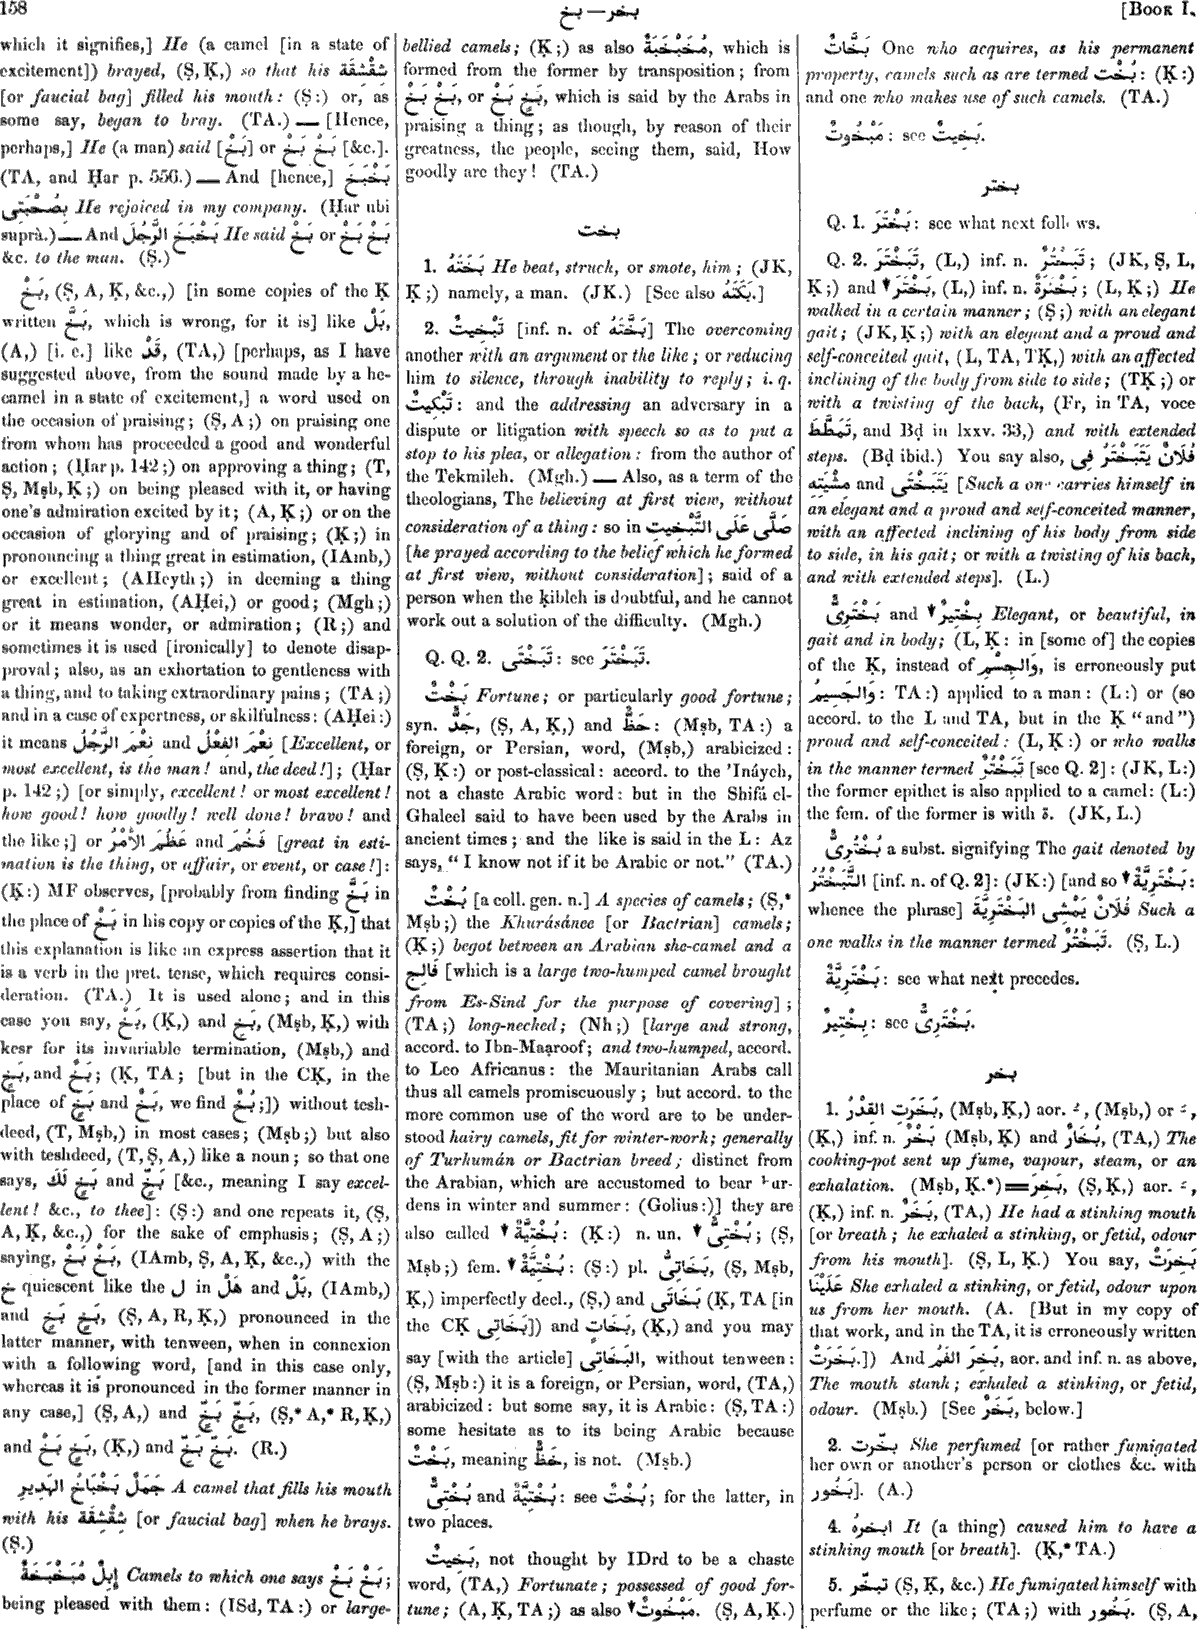 158
بخ — بخر
[BOOK I.
which it signifies,] He (a camel [in a state of
excitement]) brayed, (Ṣ, Ḳ,) so that his شِقْشِقَة
[or faucial bag] filled his mouth: (Ṣ:) or, as
some say, began to bray. (TA.) — [Hence,
perhaps,] He (a man) said [بَخْ] or بَخْ بَخْ [&c.].
(TA, and Ḥar p. 556.) — And [hence,] بَخْبَخَ
بِصُحْبَتِى He rejoiced in my company. (Ḥar ubi
suprà.) — And بَخْبَخَ الرَّجُلَ He said بَخْ or بَخْ بَخْ
&c. to the man. (Ṣ.)
بَخْ, (Ṣ, A, Ḳ, &c.,) [in some copies of the Ḳ
written بَخَّ, which is wrong, for it is] like بَلْ,
(A,) [i. e.] like قَدْ, (TA,) [perhaps, as I have
suggested above, from the sound made by a he-
camel in a state of excitement,] a word used on
the occasion of praising; (Ṣ, A;) on praising one
from whom has proceeded a good and wonderful
action; (Ḥar p. 142;) on approving a thing; (T,
Ṣ, Mṣb, Ḳ;) on being pleased with it, or having
one's admiration excited by it; (A, Ḳ;) or on the
occasion of glorying and of praising; (Ḳ;) in
pronouncing a thing great in estimation, (IAmb,)
or excellent; (AHeyth;) in deeming a thing
great in estimation, (AḤei,) or good; (Mgh;)
or it means wonder, or admiration; (R;) and
sometimes it is used [ironically] to denote disap-
proval; also, as an exhortation to gentleness with
a thing, and to taking extraordinary pains; (TA;)
and in a case of expertness, or skilfulness: (AḤei:)
it means نِعْمَ الرَّجُلُ and نِعْمَ الفِعْلُ [Excellent, or
most excellent, is the man! and, the deed!]; (Ḥar
p. 142;) [or simply, excellent! or most excellent!
how good! how goodly! well done! bravo! and
the like;] or عَظُمَ الأَمْرُ and فَخُمَ [great in esti-
mation is the thing, or affair, or event, or case!]:
(Ḳ:) MF observes, [probably from finding بَخَّ in
the place of بَخْ in his copy or copies of the Ḳ,] that
this explanation is like an express assertion that it
is a verb in the pret. tense, which requires consi-
deration. (TA.) It is used alone; and in this
case you say, بَخْ, (Ḳ,) and بَخِ, (Mṣb, Ḳ,) with
kesr for its invariable termination, (Mṣb,) and
بَخٍ, and بَخٌ; (Ḳ, TA; [but in the CḲ, in the
place of بَخٍ and بَخٌ, we find بُخٌ;]) without tesh-
deed, (T, Mṣb,) in most cases; (Mṣb;) but also
with teshdeed, (T, Ṣ, A,) like a noun; so that one
says, بَخٍ لَكَ and بَخٍّ [&c., meaning I say excel-
lent! &c., to thee]: (Ṣ:) and one repeats it, (Ṣ,
A, Ḳ, &c.,) for the sake of emphasis; (Ṣ, A;)
saying, بَخْ بَخْ, (IAmb, Ṣ, A, Ḳ, &c.,) with the
خ quiescent like the ل in هَلْ and بَلْ, (IAmb,)
and بَخٍ بَخٍ, (Ṣ, A, R, Ḳ,) pronounced in the
latter manner, with tenween, when in connexion
with a following word, [and in this case only,
whereas it is pronounced in the former manner in
any case,] (Ṣ, A,) and بَخٍّ بَخٍّ, (Ṣ,* A,* R, Ḳ,)
and بَخٍ بَخْ, (Ḳ,) and بَخٍّ بَخْ. (R.)
جَمَلٌ بَخْبَاخُ الهَدِيرِ A camel that fills his mouth
with his شِقْشِقَة [or faucial bag] when he brays.
(Ṣ.)
إِبِلٌ مُبَخْبَخَةٌ Camels to which one says بَخْ بَخْ;
being pleased with them: (ISd, TA:) or large-
bellied camels; (Ḳ;) as also مُخَبْخَبَةٌ, which is
formed from the former by transposition; from
بَخْ بَخْ, or بَخٍ بَخْ, which is said by the Arabs in
praising a thing; as though, by reason of their
greatness, the people, seeing them, said, How
goodly are they! (TA.)
بخت
1. بَخَتَهُ He beat, struck, or smote, him; (JK,
Ḳ;) namely, a man. (JK.) [See also بَكَتَهُ.]
2. تَبْخِيتٌ [inf. n. of بَخَّتَهُ] The overcoming
another with an argument or the like; or reducing
him to silence, through inability to reply; i. q.
تَبْكِيتٌ: and the addressing an adversary in a
dispute or litigation with speech so as to put a
stop to his plea, or allegation: from the author of
the Tekmileh. (Mgh.) — Also, as a term of the
theologians, The believing at first view, without
consideration of a thing: so in صَلَّى عَلَى التَّبْخِيتِ
[he prayed according to the belief which he formed
at first view, without consideration]; said of a
person when the ḳibleh is doubtful, and he cannot
work out a solution of the difficulty. (Mgh.)
Q. Q. 2. تَبَخْتَى: see تَبَخْتَرَ.
بَخْتٌ Fortune; or particularly good fortune;
syn. جَدٌّ, (Ṣ, A, Ḳ,) and حَظٌّ: (Mṣb, TA:) a
foreign, or Persian, word, (Mṣb,) arabicized:
(Ṣ, Ḳ:) or post-classical: accord. to the 'Ináyeh,
not a chaste Arabic word: but in the Shifá el-
Ghaleel said to have been used by the Arabs in
ancient times; and the like is said in the L: Az
says, "I know not if it be Arabic or not." (TA.)
بُخْتٌ [a coll. gen. n.] A species of camels; (Ṣ,*
Mṣb;) the Khurásánee [or Bactrian] camels;
(Ḳ;) begot between an Arabian she-camel and a
فَالِج [which is a large two-humped camel brought
from Es-Sind for the purpose of covering];
(TA;) long-necked; (Nh;) [large and strong,
accord. to Ibn-Maạroof; and two-humped, accord.
to Leo Africanus: the Mauritanian Arabs call
thus all camels promiscuously; but accord. to the
more common use of the word are to be under-
stood hairy camels, fit for winter-work; generally
of Turkumán or Bactrian breed; distinct from
the Arabian, which are accustomed to bear bur-
dens in winter and summer: (Golius:)] they are
also called ▼بُخْتِيَّةٌ: (Ḳ:) n. un. ▼بُخْتِىٌّ; (Ṣ,
Mṣb;) fem. ▼بُخْتِيَّةٌ: (Ṣ:) pl. بَخَاتِىُّ, (Ṣ, Mṣb,
Ḳ,) imperfectly decl., (Ṣ,) and بَخَاتَى (Ḳ, TA [in
the CḲ بَخَاتِى]) and بَخَاتٍ, (Ḳ,) and you may
say [with the article] البَخَاتِى, without tenween:
(Ṣ, Mṣb:) it is a foreign, or Persian, word, (TA,)
arabicized: but some say, it is Arabic: (Ṣ, TA:)
some hesitate as to its being Arabic because
بَخْتٌ, meaning حَظٌّ, is not. (Mṣb.)
بُخْتِىٌّ and بُخْتِيَّةٌ: see بُخْتٌ; for the latter, in
two places.
بَخِيتٌ, not thought by IDrd to be a chaste
word, (TA,) Fortunate; possessed of good for-
tune; (A, Ḳ, TA;) as also ▼مَبْخُوتٌ. (Ṣ, A, Ḳ.)
بَخَّاتٌ One who acquires, as his permanent
property, camels such as are termed بُخْت: (Ḳ:)
and one who makes use of such camels. (TA.)
مَبْخُوتٌ: see بَخِيتٌ.
بختر
Q. 1. بَخْتَرَ: see what next follows.
Q. 2. تَبَخْتَرَ, (L,) inf. n. تَبَخْتُرٌ; (JK, Ṣ, L,
Ḳ;) and ▼بَخْتَرَ, (L,) inf. n. بَخْتَرَةٌ; (L, Ḳ;) He
walked in a certain manner; (Ṣ;) with an elegant
gait; (JK, Ḳ;) with an elegant and a proud and
self-conceited gait, (L, TA, TḲ,) with an affected
inclining of the body from side to side; (TḲ;) or
with a twisting of the back, (Fr, in TA, voce
تَمَطَّطَ, and Bḍ in lxxv. 33,) and with extended
steps. (Bḍ ibid.) You say also, فُلَانٌ يَتَبَخْتَرُ فِى
مِشْيَتِهِ and يَتَبَخْتَى [Such a one carries himself in
an elegant and a proud and self-conceited manner,
with an affected inclining of his body from side
to side, in his gait; or with a twisting of his back,
and with extended steps]. (L.)
بَخْتَرِىٌّ and ▼بِخْتِيرٌ Elegant, or beautiful, in
gait and in body; (L, Ḳ: in [some of] the copies
of the Ḳ, instead of وَالجِسْمِ, is erroneously put
وَالجَسِيمُ: TA:) applied to a man: (L:) or (so
accord. to the L and TA, but in the Ḳ "and")
proud and self-conceited: (L, Ḳ:) or who walks
in the manner termed تَبَخْتُرٌ [see Q. 2]: (JK, L:)
the former epithet is also applied to a camel: (L:)
the fem. of the former is with ة. (JK, L.)
بَخْتَرِىٌّ a subst. signifying The gait denoted by
التَّبَخْتُرُ [inf. n. of Q. 2]: (JK:) [and so ▼بَخْتَرِيَّةٌ:
whence the phrase] فُلَانٌ يَمْشِى البَخْتَرِيَّةَ Such a
one walks in the manner termed تَبَخْتُرٌ. (Ṣ, L.)
بَخْتَرِيَّةٌ: see what next precedes.
بِخْتِيرٌ: see بَخْتَرِىٌّ.
بخر
1. بَخَرَتِ القِدْرُ, (Mṣb, Ḳ,) aor. ـُ, (Mṣb,) or ـَ,
(Ḳ,) inf. n. بَخْرٌ (Mṣb, Ḳ) and بُخَارٌ, (TA,) The
cooking-pot sent up fume, vapour, steam, or an
exhalation. (Mṣb, Ḳ.*) = بَخِرَ, (Ṣ, Ḳ,) aor. ـَ,
(Ḳ,) inf. n. بَخَرٌ, (TA,) He had a stinking mouth
[or breath; he exhaled a stinking, or fetid, odour
from his mouth]. (Ṣ, L, Ḳ.) You say, بَخِرَتْ
عَلَيْنَا She exhaled a stinking, or fetid, odour upon
us from her mouth. (A. [But in my copy of
that work, and in the TA, it is erroneously written
بَخَرَتْ.]) And بَخِرَ الفَمُ, aor. and inf. n. as above,
The mouth stank; exhaled a stinking, or fetid,
odour. (Mṣb.) [See بَخَرٌ, below.]
2. بخّرت She perfumed [or rather fumigated
her own or another's person or clothes &c. with
بَخُور]. (A.)
4. ابخرهُ It (a thing) caused him to have a
stinking mouth [or breath]. (Ḳ,* TA.)
5. تبخّر (Ṣ, Ḳ, &c.) He fumigated himself with
perfume or the like; (TA;) with بَخُور. (Ṣ, A,